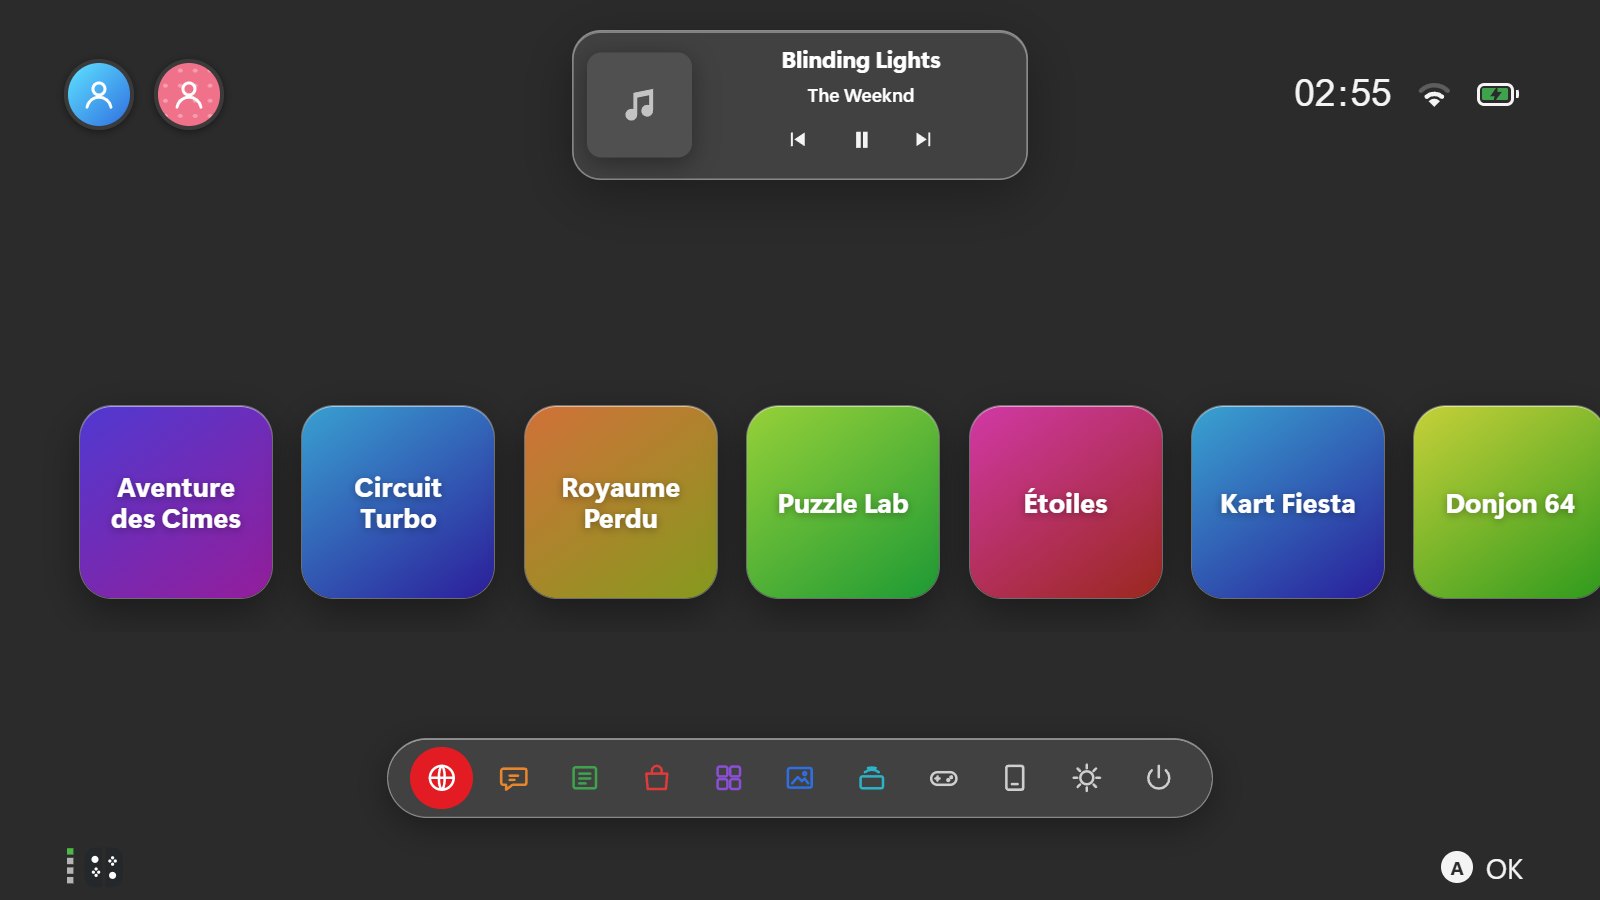 Blinding Lights
The Weeknd
02:55
Aventure
des Cimes
Circuit
Turbo
Royaume
Perdu
Puzzle Lab
Étoiles
Kart Fiesta
Donjon 64
A OK